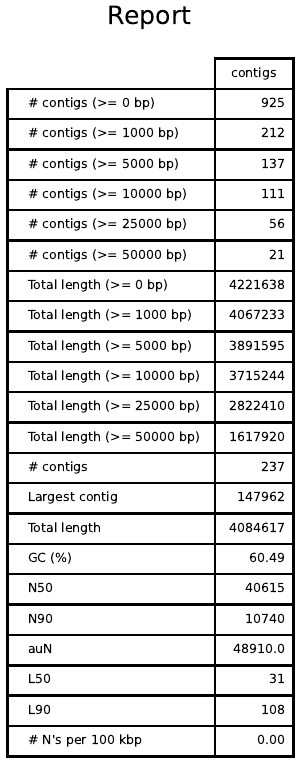 Report
contigs
# contigs (>= 0 bp) 925
# contigs (>= 1000 bp) 212
# contigs (>= 5000 bp) 137
# contigs (>= 10000 bp) 111
# contigs (>= 25000 bp) 56
# contigs (>= 50000 bp) 21
Total length (>= 0 bp) 4221638
Total length (>= 1000 bp) 4067233
Total length (>= 5000 bp) 3891595
Total length (>= 10000 bp) 3715244
Total length (>= 25000 bp) 2822410
Total length (>= 50000 bp) 1617920
# contigs 237
Largest contig 147962
Total length 4084617
GC (%) 60.49
N50 40615
N90 10740
auN 48910.0
L50 31
L90 108
# N's per 100 kbp 0.00